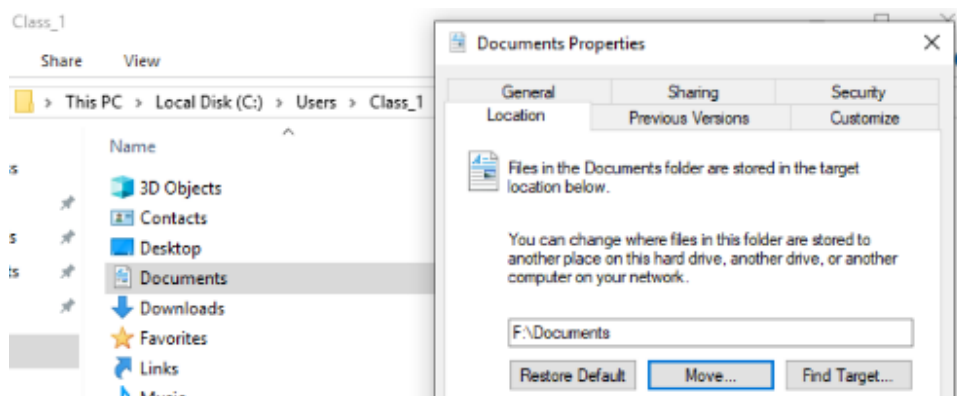 Class_1
Share View
> This PC > Local Disk (C:) > Users > Class_1
Name
3D Objects
Contacts
Desktop
Documents
Downloads
Favorites
Links
Documents Properties
General Sharing Security
Location Previous Versions Customize
Files in the Documents folder are stored in the target
location below.
You can change where files in this folder are stored to
another place on this hard drive, another drive, or another
computer on your network.
F:\Documents
Restore Default Move... Find Target...